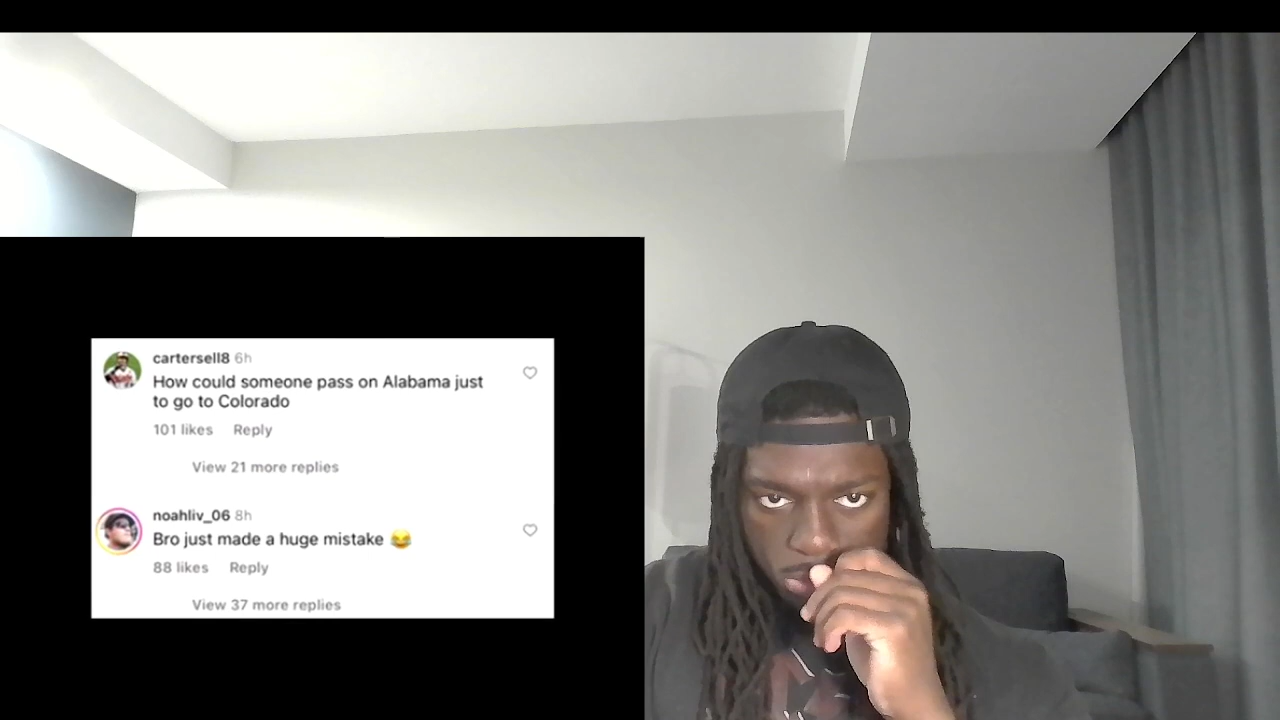 cartersell8 6h
How could someone pass on Alabama just
to go to Colorado
101 likes Reply
View 21 more replies
noahliv_06 8h
Bro just made a huge mistake 😂
88 likes Reply
View 37 more replies